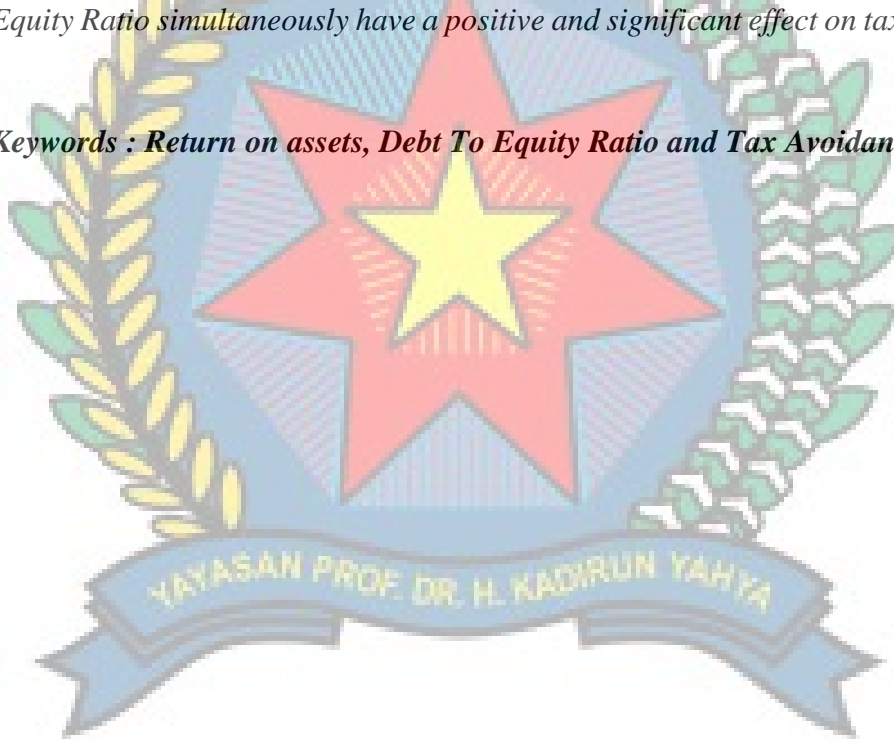 Equity Ratio simultaneously have a positive and significant effect on tax
Keywords : Return on assets, Debt To Equity Ratio and Tax Avoidan
YAYASAN PROF. DR. H. KADIRUN YAHYA